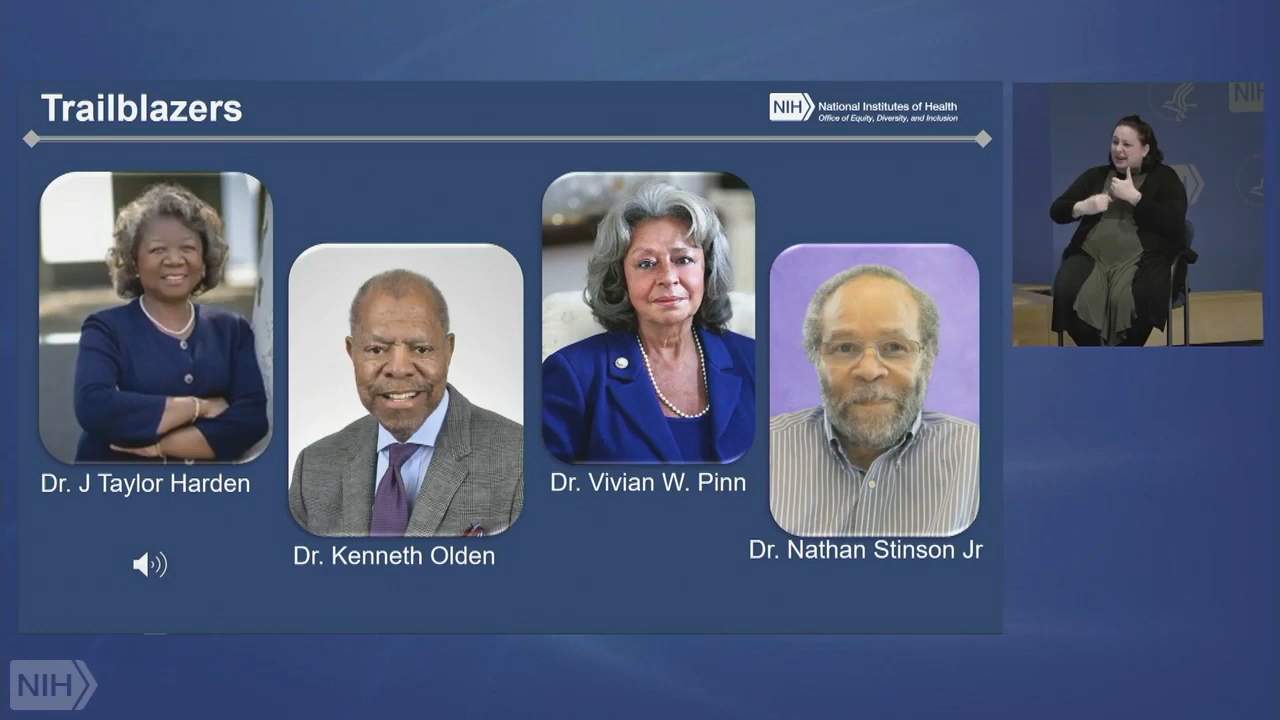 Trailblazers
NIH
National Institutes of Health
Office of Equity, Diversity, and Inclusion
NIH
Dr. J Taylor Harden
Dr. Kenneth Olden
Dr. Vivian W. Pinn
Dr. Nathan Stinson Jr
NIH